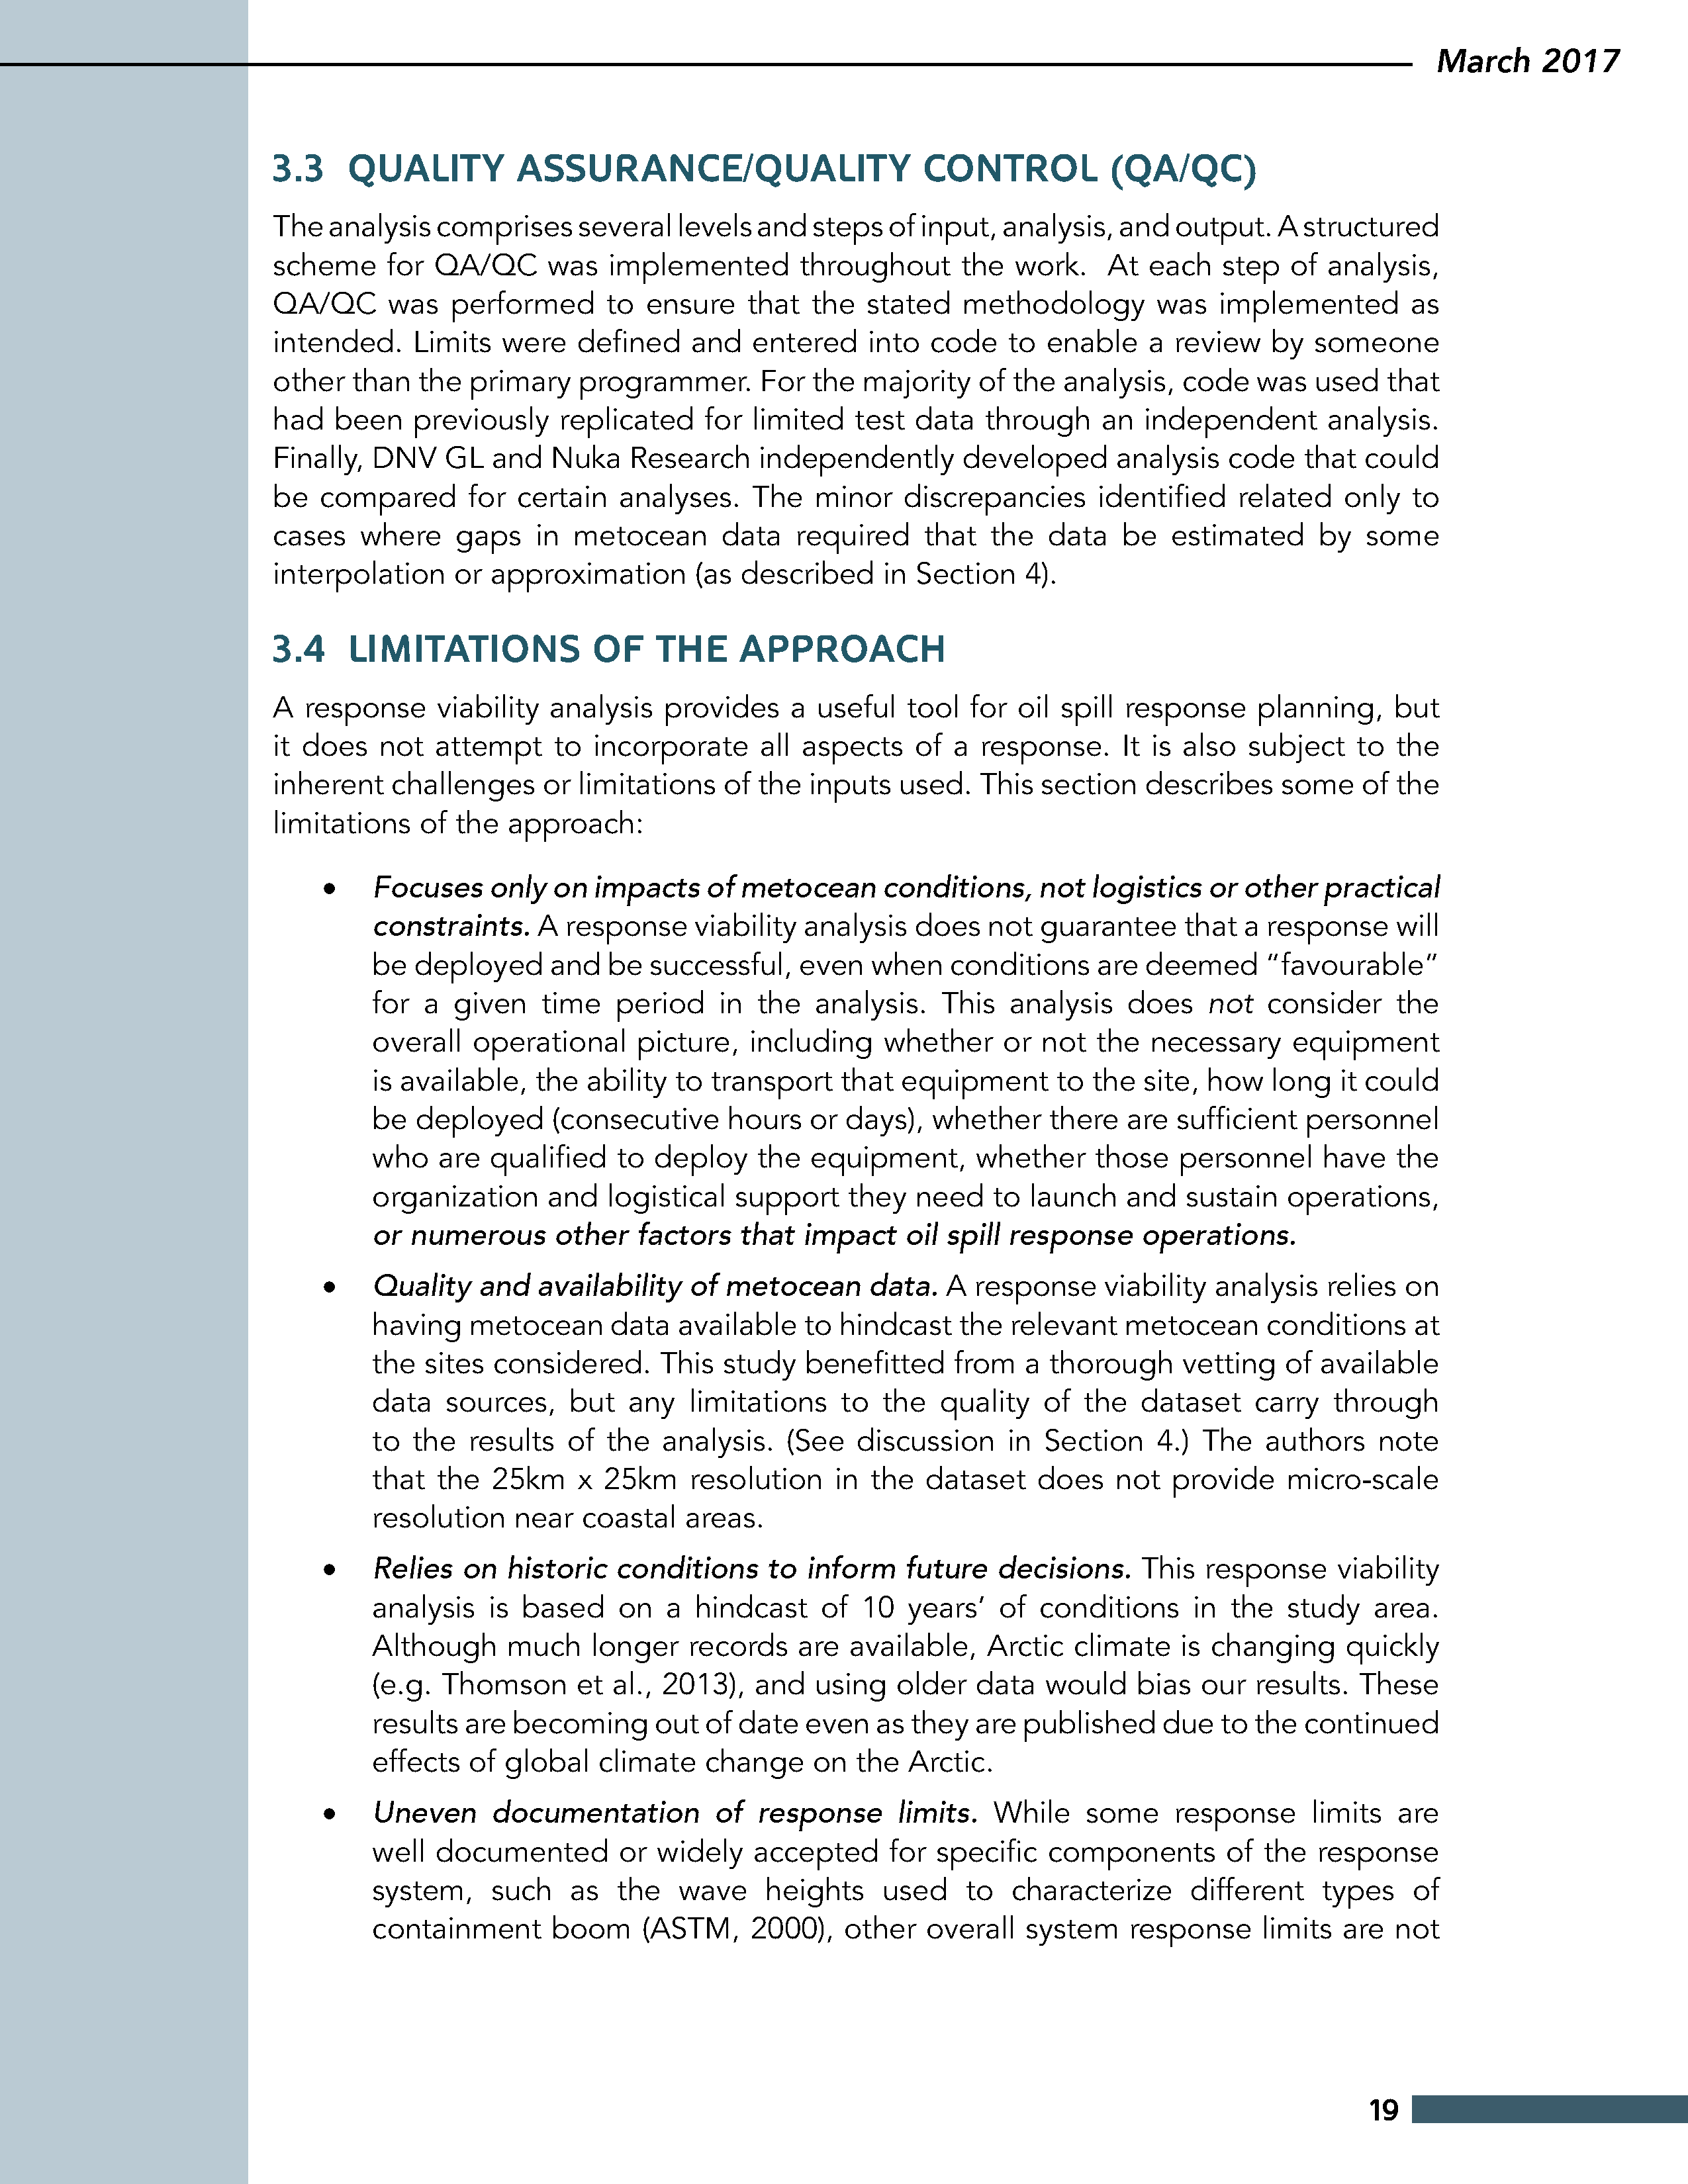 March 2017
3.3 QUALITY ASSURANCE/QUALITY CONTROL (QA/QC)
The analysis comprises several levels and steps of input, analysis, and output. A structured
scheme for QA/QC was implemented throughout the work. At each step of analysis,
QA/QC was performed to ensure that the stated methodology was implemented as
intended. Limits were defined and entered into code to enable a review by someone
other than the primary programmer. For the majority of the analysis, code was used that
had been previously replicated for limited test data through an independent analysis.
Finally, DNV GL and Nuka Research independently developed analysis code that could
be compared for certain analyses. The minor discrepancies identified related only to
cases where gaps in metocean data required that the data be estimated by some
interpolation or approximation (as described in Section 4).
3.4 LIMITATIONS OF THE APPROACH
A response viability analysis provides a useful tool for oil spill response planning, but
it does not attempt to incorporate all aspects of a response. It is also subject to the
inherent challenges or limitations of the inputs used. This section describes some of the
limitations of the approach:
• Focuses only on impacts of metocean conditions, not logistics or other practical
constraints. A response viability analysis does not guarantee that a response will
be deployed and be successful, even when conditions are deemed “favourable”
for a given time period in the analysis. This analysis does not consider the
overall operational picture, including whether or not the necessary equipment
is available, the ability to transport that equipment to the site, how long it could
be deployed (consecutive hours or days), whether there are sufficient personnel
who are qualified to deploy the equipment, whether those personnel have the
organization and logistical support they need to launch and sustain operations,
or numerous other factors that impact oil spill response operations.
• Quality and availability of metocean data. A response viability analysis relies on
having metocean data available to hindcast the relevant metocean conditions at
the sites considered. This study benefitted from a thorough vetting of available
data sources, but any limitations to the quality of the dataset carry through
to the results of the analysis. (See discussion in Section 4.) The authors note
that the 25km x 25km resolution in the dataset does not provide micro-scale
resolution near coastal areas.
• Relies on historic conditions to inform future decisions. This response viability
analysis is based on a hindcast of 10 years’ of conditions in the study area.
Although much longer records are available, Arctic climate is changing quickly
(e.g. Thomson et al., 2013), and using older data would bias our results. These
results are becoming out of date even as they are published due to the continued
effects of global climate change on the Arctic.
• Uneven documentation of response limits. While some response limits are
well documented or widely accepted for specific components of the response
system, such as the wave heights used to characterize different types of
containment boom (ASTM, 2000), other overall system response limits are not
19